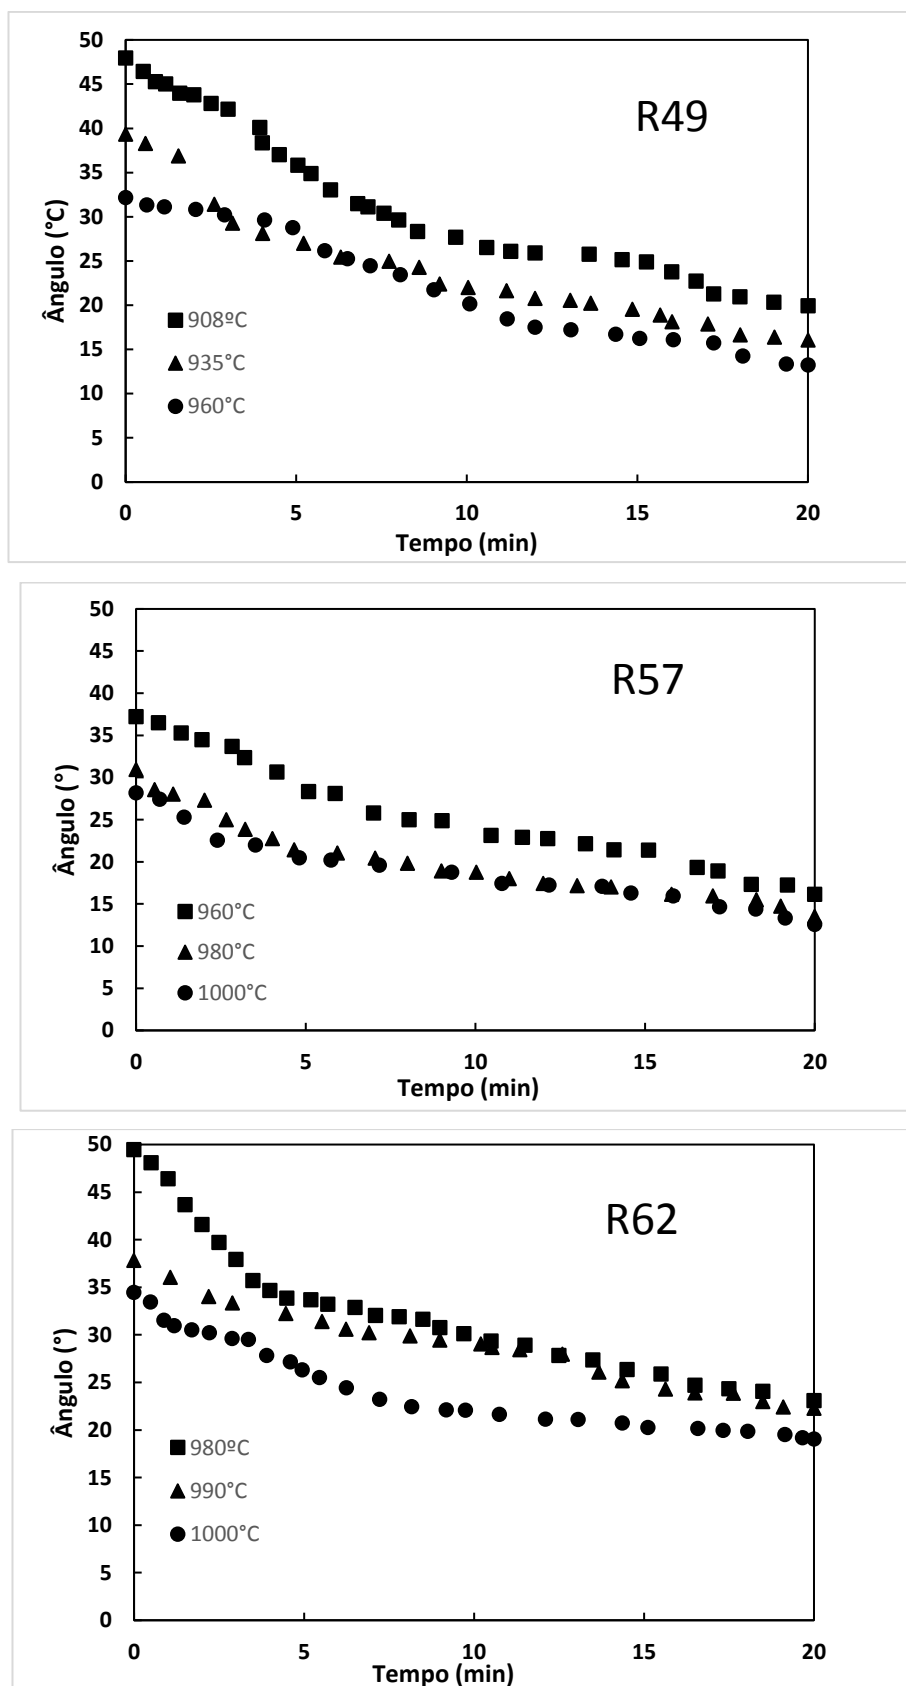 50
45
40
35
30
25
20
15
10
5
0
Ângulo (°C)
R49
908ºC
935°C
960°C
0 5 10 15 20
Tempo (min)
50
45
40
35
30
25
20
15
10
5
0
Ângulo (°)
R57
960°C
980°C
1000°C
0 5 10 15 20
Tempo (min)
50
45
40
35
30
25
20
15
10
5
0
Ângulo (°)
R62
980ºC
990°C
1000°C
0 5 10 15 20
Tempo (min)